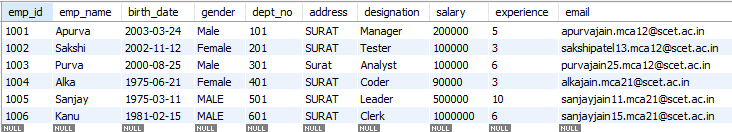 emp_id emp_name birth_date gender dept_no address designation salary experience email
1001 Apurva 2003-03-24 Male 101 SURAT Manager 200000 5 apurvajain.mca12@scet.ac.in
1002 Sakshi 2002-11-12 Female 201 SURAT Tester 100000 3 sakshipatel13.mca12@scet.ac.in
1003 Purva 2000-08-25 Male 301 Surat Analyst 100000 6 purvajain25.mca12@scet.ac.in
1004 Alka 1975-06-21 Female 401 SURAT Coder 90000 3 alkajain.mca21@scet.ac.in
1005 Sanjay 1975-03-11 MALE 501 SURAT Leader 500000 10 sanjayjain11.mca21@scet.ac.in
1006 Kanu 1981-02-15 MALE 601 SURAT Clerk 1000000 6 sanjayjain15.mca21@scet.ac.in
NULL NULL NULL NULL NULL NULL NULL NULL NULL NULL